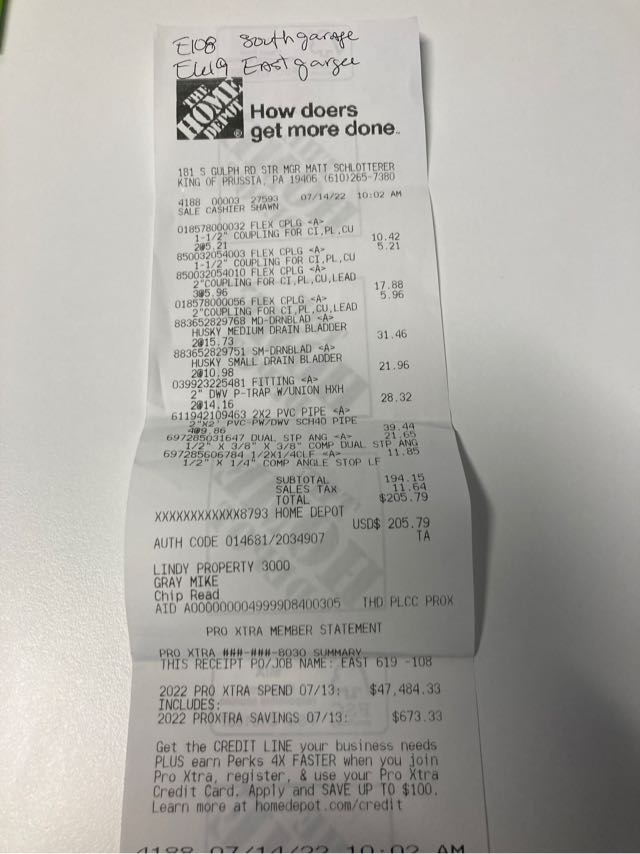 E108 South garage
E619 East garge
THE HOME DEPOT
How doers
get more done.
181 S GULPH RD STR MGR MATT SCHLOTTERER
KING OF PRUSSIA, PA 19406 (610)265-7380
4188 00003 27593 07/14/22 10:02 AM
SALE CASHIER SHAWN
018578000032 FLEX CPLG <A>
1-1/2" COUPLING FOR CI,PL,CU
2@5.21 10.42
850032054003 FLEX CPLG <A> 5.21
1-1/2" COUPLING FOR CI,PL,CU
850032054010 FLEX CPLG <A>
2"COUPLING FOR CI,PL,CU,LEAD
3@5.96 17.88
018578000056 FLEX CPLG <A> 5.96
2"COUPLING FOR CI,PL,CU,LEAD
883652829768 MD-DRNBLAD <A>
HUSKY MEDIUM DRAIN BLADDER
2@15.73 31.46
883652829751 SM-DRNBLAD <A>
HUSKY SMALL DRAIN BLADDER
2@10.98 21.96
039923225481 FITTING <A>
2" DWV P-TRAP W/UNION HXH
2@14.16 28.32
611942109463 2X2 PVC PIPE <A>
2"X2' PVC-PW/DWV SCH40 PIPE
4@9.86 39.44
697285031647 DUAL STP ANG <A> 21.65
1/2" X 3/8" X 3/8" COMP DUAL STP ANG
697285606784 1/2X1/4CLF <A> 11.85
1/2" X 1/4" COMP ANGLE STOP LF
SUBTOTAL 194.15
SALES TAX 11.64
TOTAL $205.79
XXXXXXXXXXXX8793 HOME DEPOT
USD$ 205.79
AUTH CODE 014681/2034907 TA
LINDY PROPERTY 3000
GRAY MIKE
Chip Read
AID A0000000049999D8400305 THD PLCC PROX
PRO XTRA MEMBER STATEMENT
PRO XTRA ###-###-8030 SUMMARY
THIS RECEIPT PO/JOB NAME: EAST 619 -108
2022 PRO XTRA SPEND 07/13: $47,484.33
INCLUDES:
2022 PROXTRA SAVINGS 07/13: $673.33
Get the CREDIT LINE your business needs
PLUS earn Perks 4X FASTER when you join
Pro Xtra, register, & use your Pro Xtra
Credit Card. Apply and SAVE UP TO $100.
Learn more at homedepot.com/credit
4188 07/14/22 10:02 AM